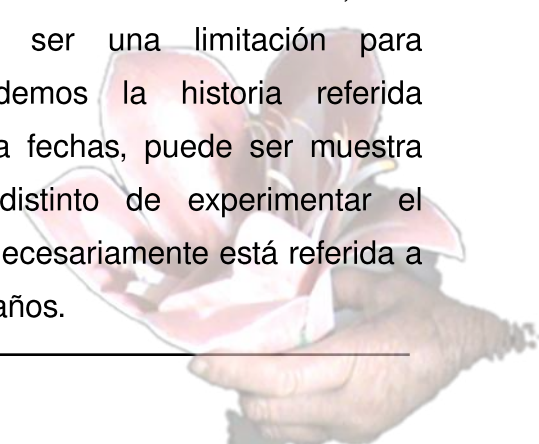 ser una limitación para
demos la historia referida
a fechas, puede ser muestra
distinto de experimentar el
ecesariamente está referida a
años.